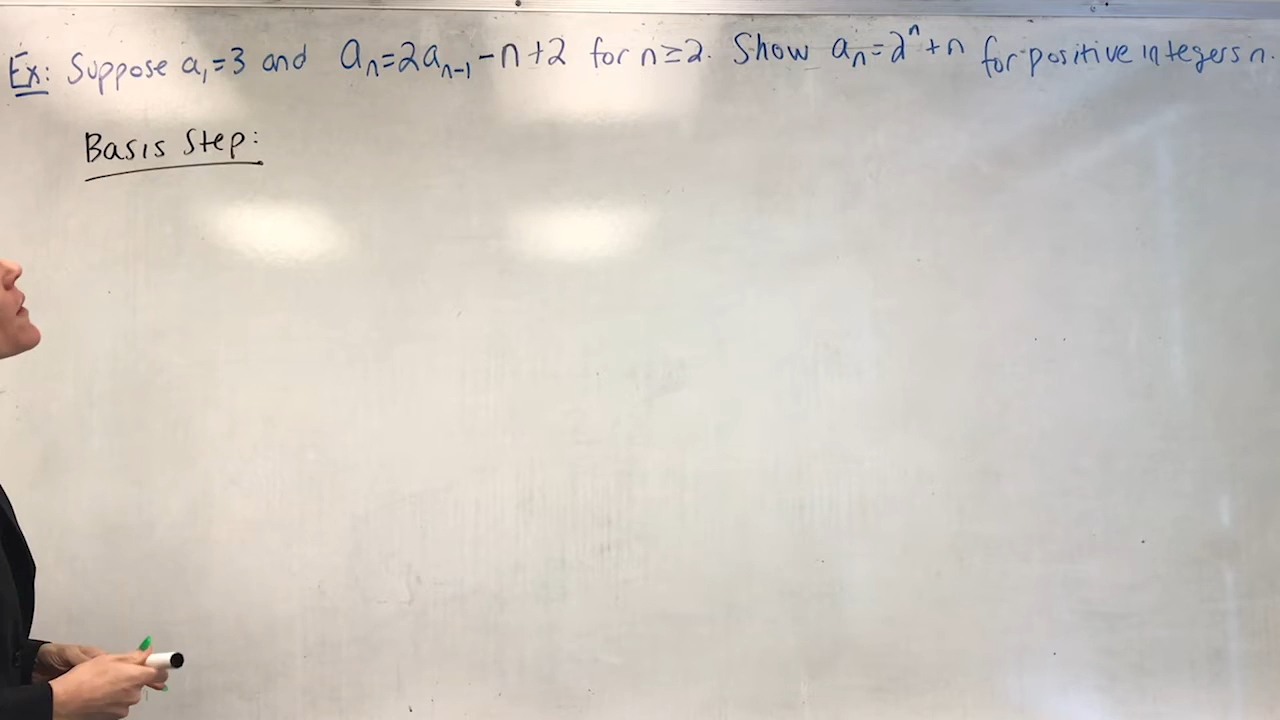 Ex: Suppose a₁=3 and aₙ=2aₙ₋₁-n+2 for n≥2. Show aₙ=2ⁿ+n for positive integers n.
Basis Step: